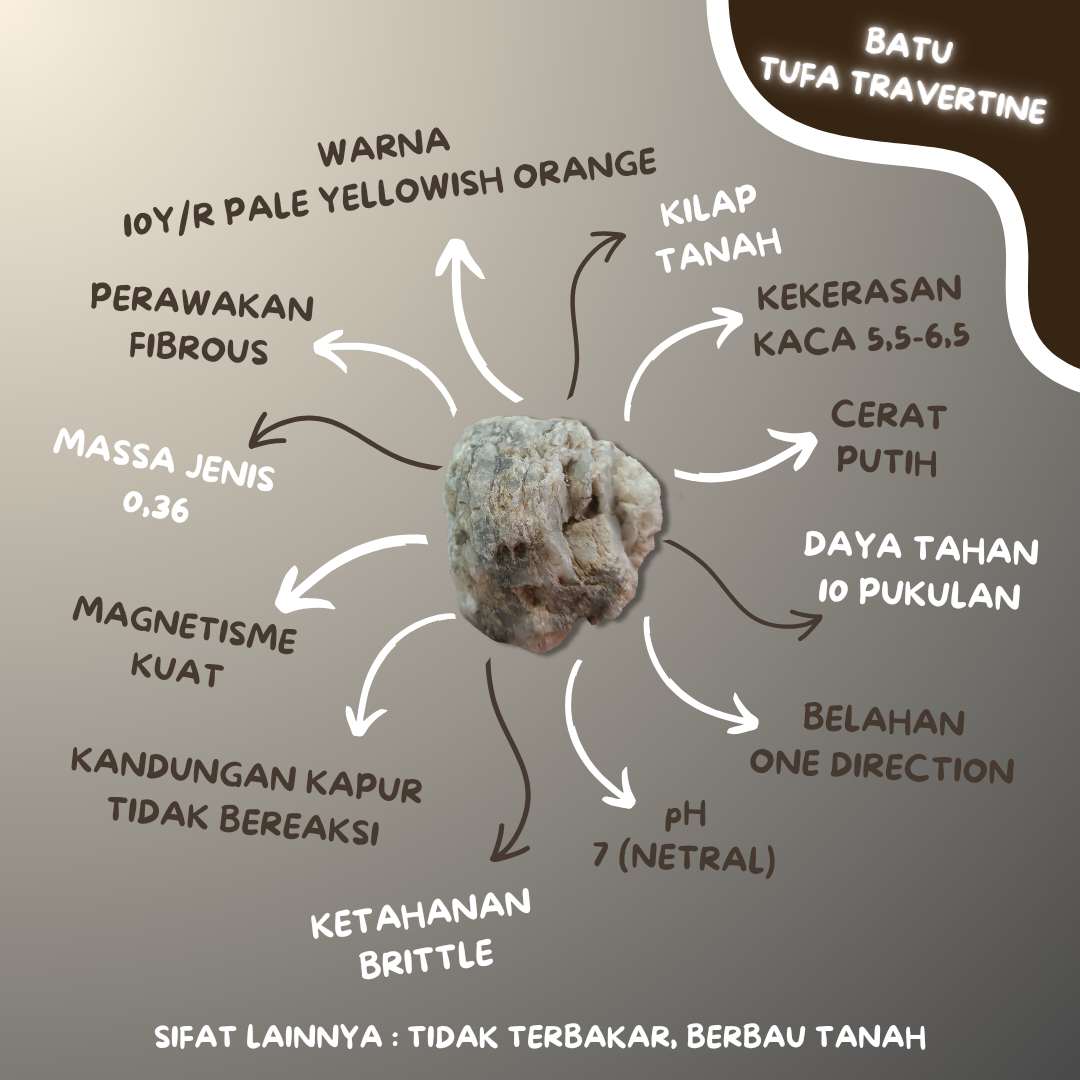 BATU
TUFA TRAVERTINE
WARNA
10Y/R PALE YELLOWISH ORANGE
KILAP
TANAH
PERAWAKAN
FIBROUS
KEKERASAN
KACA 5,5-6,5
CERAT
PUTIH
MASSA JENIS
0,36
DAYA TAHAN
10 PUKULAN
MAGNETISME
KUAT
BELAHAN
ONE DIRECTION
KANDUNGAN KAPUR
TIDAK BEREAKSI
pH
7 (NETRAL)
KETAHANAN
BRITTLE
SIFAT LAINNYA : TIDAK TERBAKAR, BERBAU TANAH